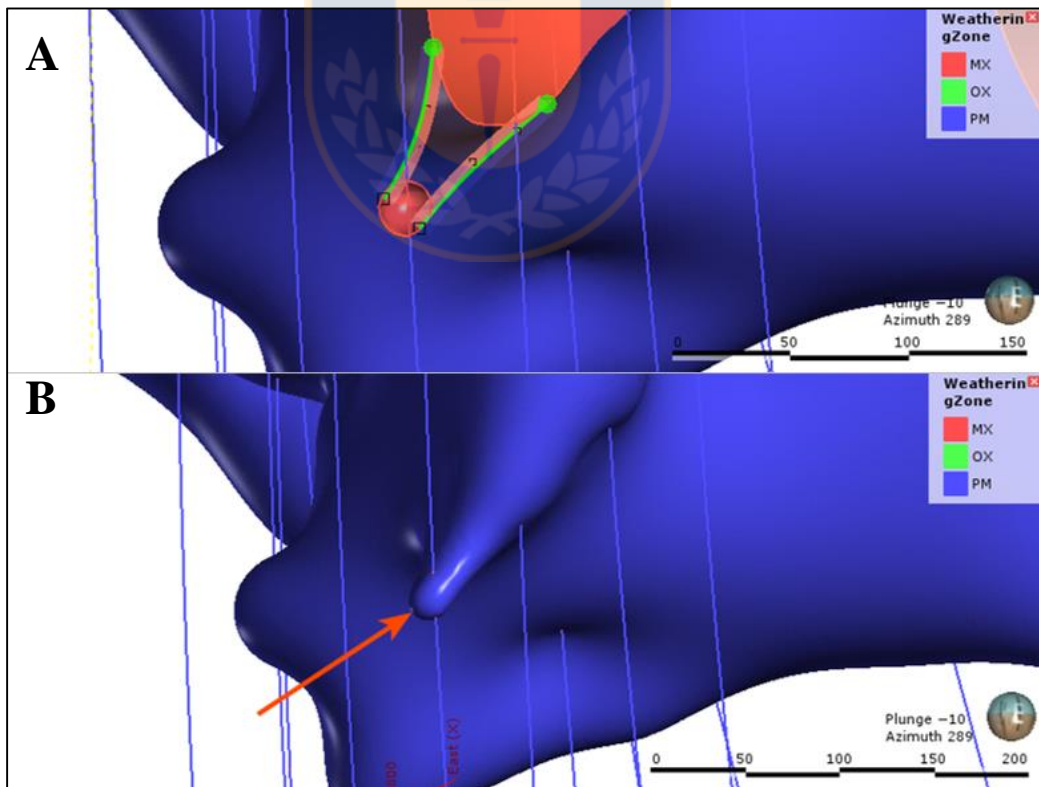 A
Weatherin
gZone
MX
OX
PM
Plunge −10
Azimuth 289
0 50 100 150
B
Weatherin
gZone
MX
OX
PM
East (X)
Plunge −10
Azimuth 289
0 50 100 150 200